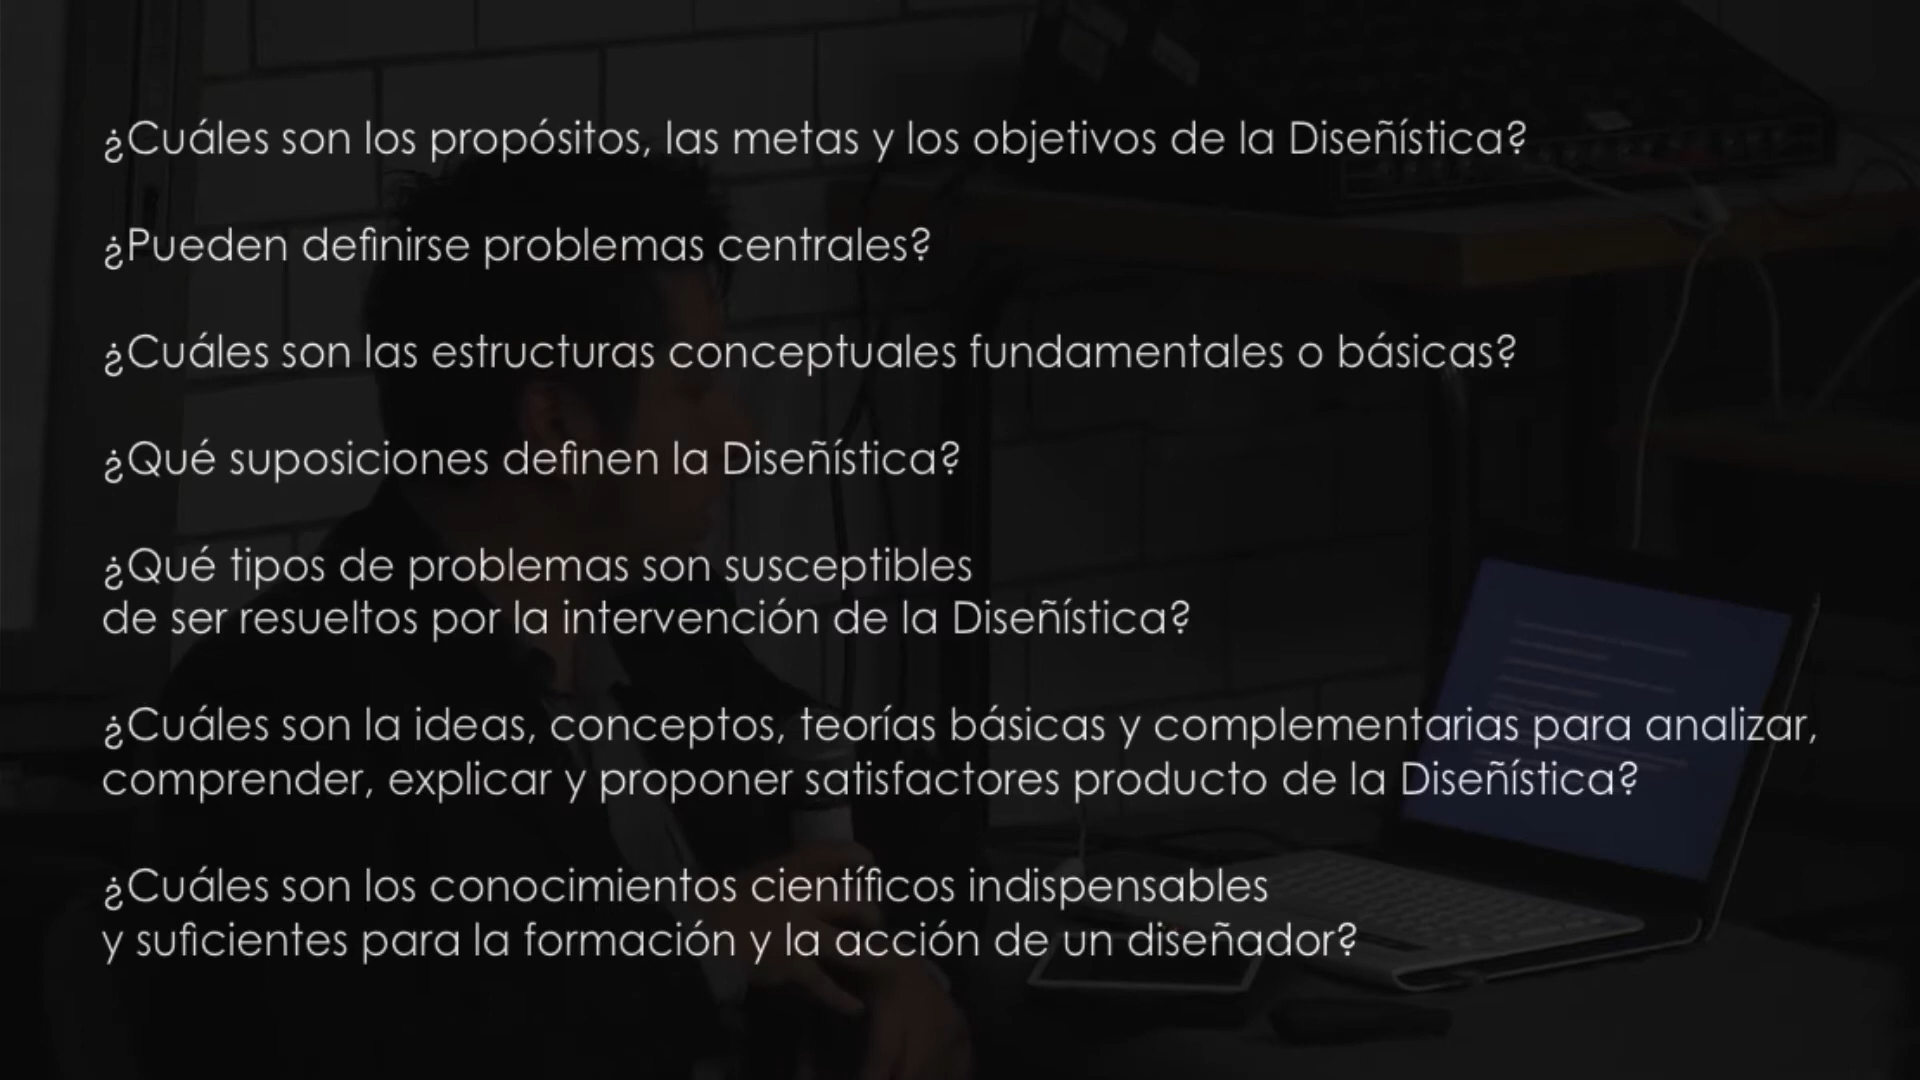 ¿Cuáles son los propósitos, las metas y los objetivos de la Diseñística?
¿Pueden definirse problemas centrales?
¿Cuáles son las estructuras conceptuales fundamentales o básicas?
¿Qué suposiciones definen la Diseñística?
¿Qué tipos de problemas son susceptibles
de ser resueltos por la intervención de la Diseñística?
¿Cuáles son la ideas, conceptos, teorías básicas y complementarias para analizar,
comprender, explicar y proponer satisfactores producto de la Diseñística?
¿Cuáles son los conocimientos científicos indispensables
y suficientes para la formación y la acción de un diseñador?